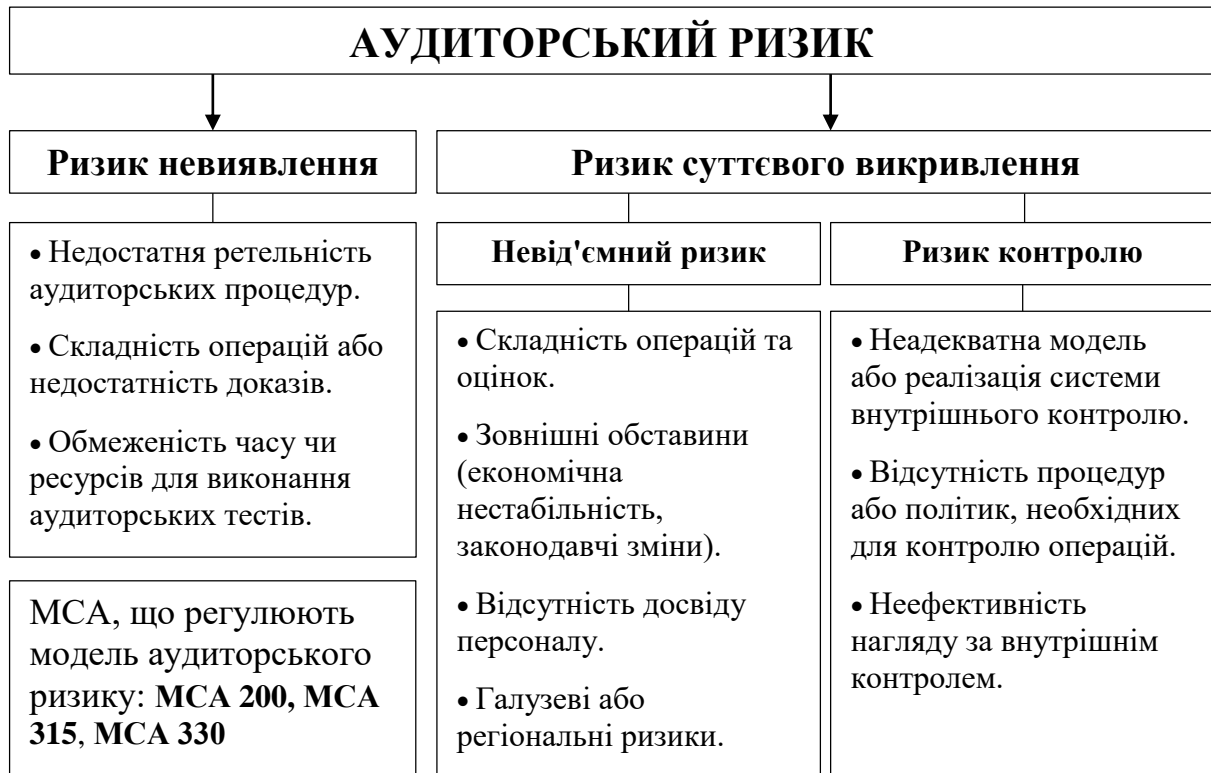 АУДИТОРСЬКИЙ РИЗИК
Ризик невиявлення
• Недостатня ретельність
аудиторських процедур.
• Складність операцій або
недостатність доказів.
• Обмеженість часу чи
ресурсів для виконання
аудиторських тестів.
МСА, що регулюють
модель аудиторського
ризику: МСА 200, МСА
315, МСА 330
Ризик суттєвого викривлення
Невід'ємний ризик
• Складність операцій та
оцінок.
• Зовнішні обставини
(економічна
нестабільність,
законодавчі зміни).
• Відсутність досвіду
персоналу.
• Галузеві або
регіональні ризики.
Ризик контролю
• Неадекватна модель
або реалізація системи
внутрішнього контролю.
• Відсутність процедур
або політик, необхідних
для контролю операцій.
• Неефективність
нагляду за внутрішнім
контролем.